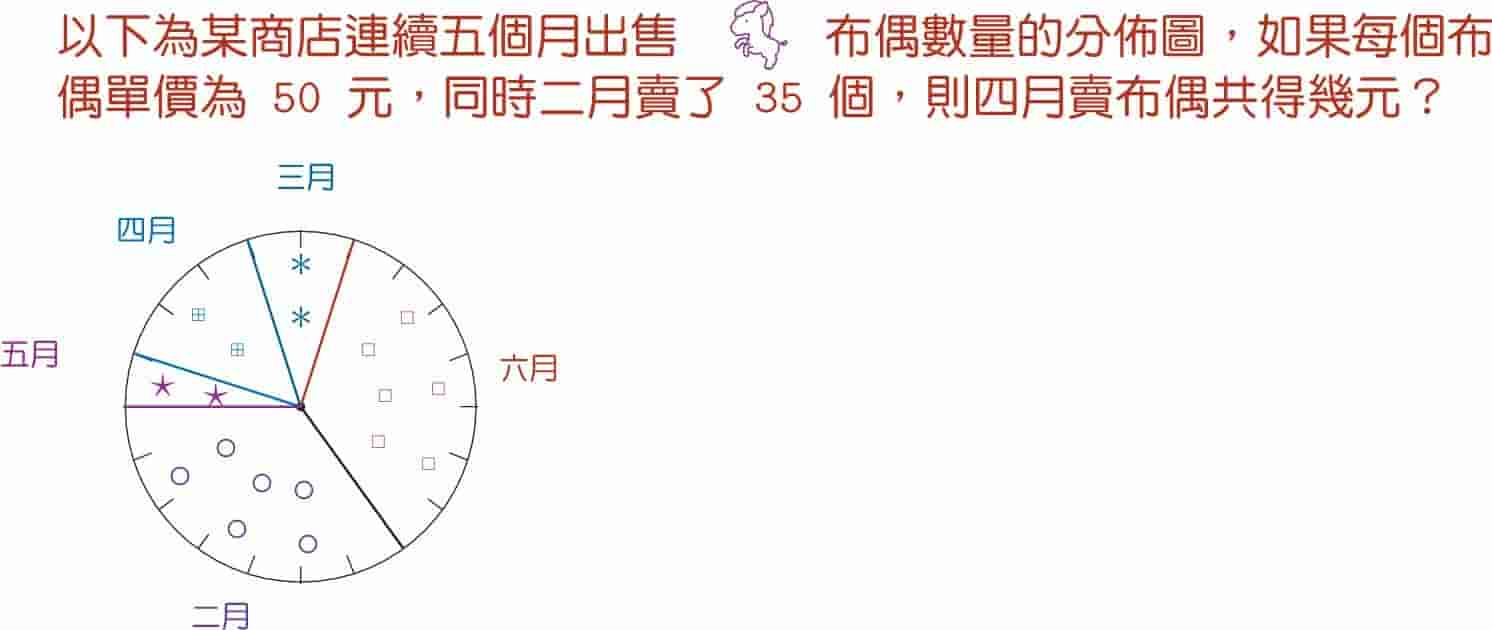 以下為某商店連續五個月出售 布偶數量的分佈圖，如果每個布
偶單價為 50 元，同時二月賣了 35 個，則四月賣布偶共得幾元？
三月
四月
五月
六月
二月